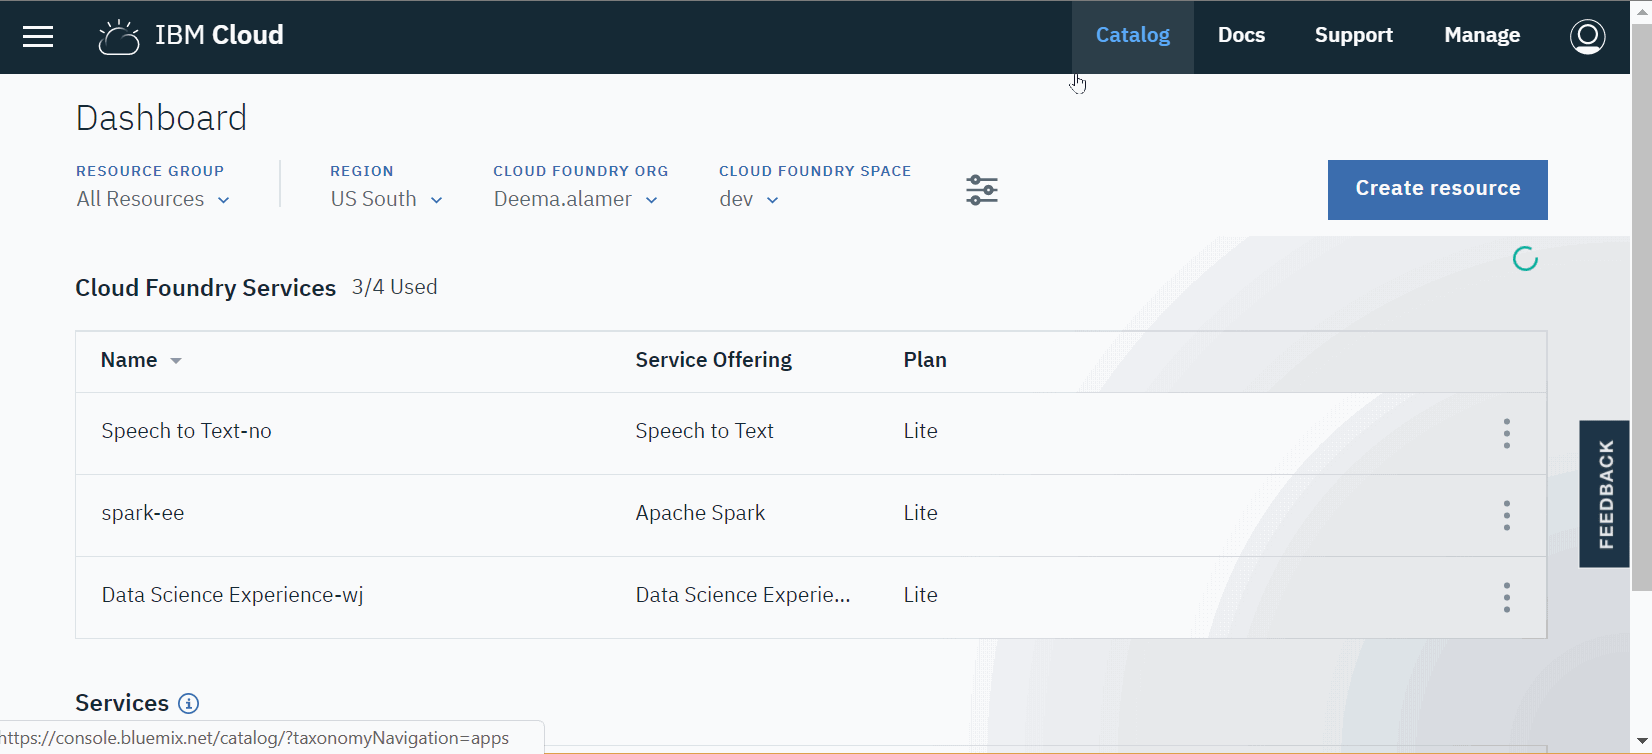 IBM Cloud
Catalog
Docs
Support
Manage
Dashboard
RESOURCE GROUP
All Resources
REGION
US South
CLOUD FOUNDRY ORG
Deema.alamer
CLOUD FOUNDRY SPACE
dev
Create resource
Cloud Foundry Services 3/4 Used
Name Service Offering Plan
Speech to Text-no Speech to Text Lite
spark-ee Apache Spark Lite
Data Science Experience-wj Data Science Experie... Lite
FEEDBACK
Services
https://console.bluemix.net/catalog/?taxonomyNavigation=apps